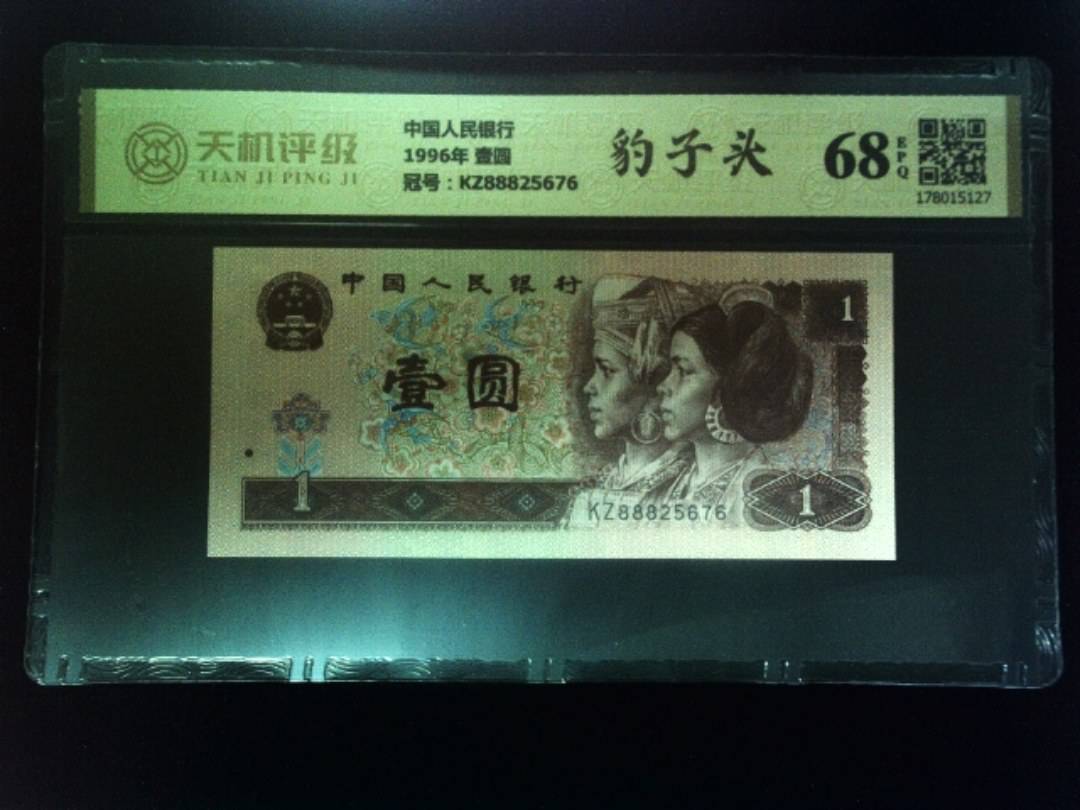 天机评级
TIAN JI PING JI
中国人民银行
1996年 壹圆
冠号：KZ88825676
豹子头
68
EPQ
178015127
中国人民银行
1
壹圆
1
KZ88825676
1